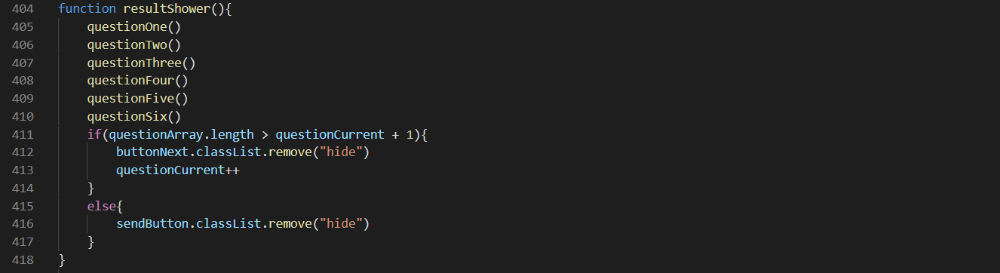 404 function resultShower(){
405     questionOne()
406     questionTwo()
407     questionThree()
408     questionFour()
409     questionFive()
410     questionSix()
411     if(questionArray.length > questionCurrent + 1){
412         buttonNext.classList.remove("hide")
413         questionCurrent++
414     }
415     else{
416         sendButton.classList.remove("hide")
417     }
418 }